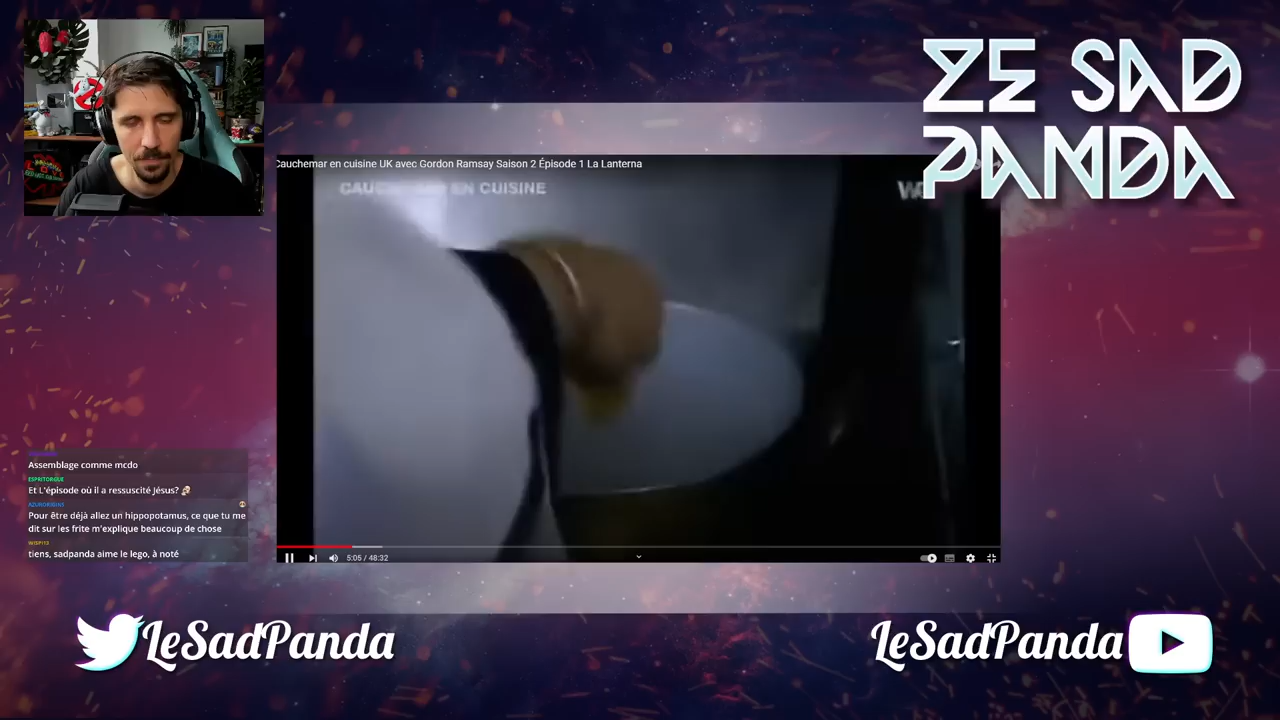 ZE SAD
PANDA
Cauchemar en cuisine UK avec Gordon Ramsay Saison 2 Épisode 1 La Lanterna
CAUCHEMAR EN CUISINE
Assemblage comme mcdo
ESPRITORGUE
Et L'épisode où il a ressuscité Jésus?
Pour être déjà allez un hippopotamus, ce que tu me
dit sur les frite m'explique beaucoup de chose
WISPI13
tiens, sadpanda aime le lego, à noté
5:05 / 48:32
LeSadPanda
LeSadPanda